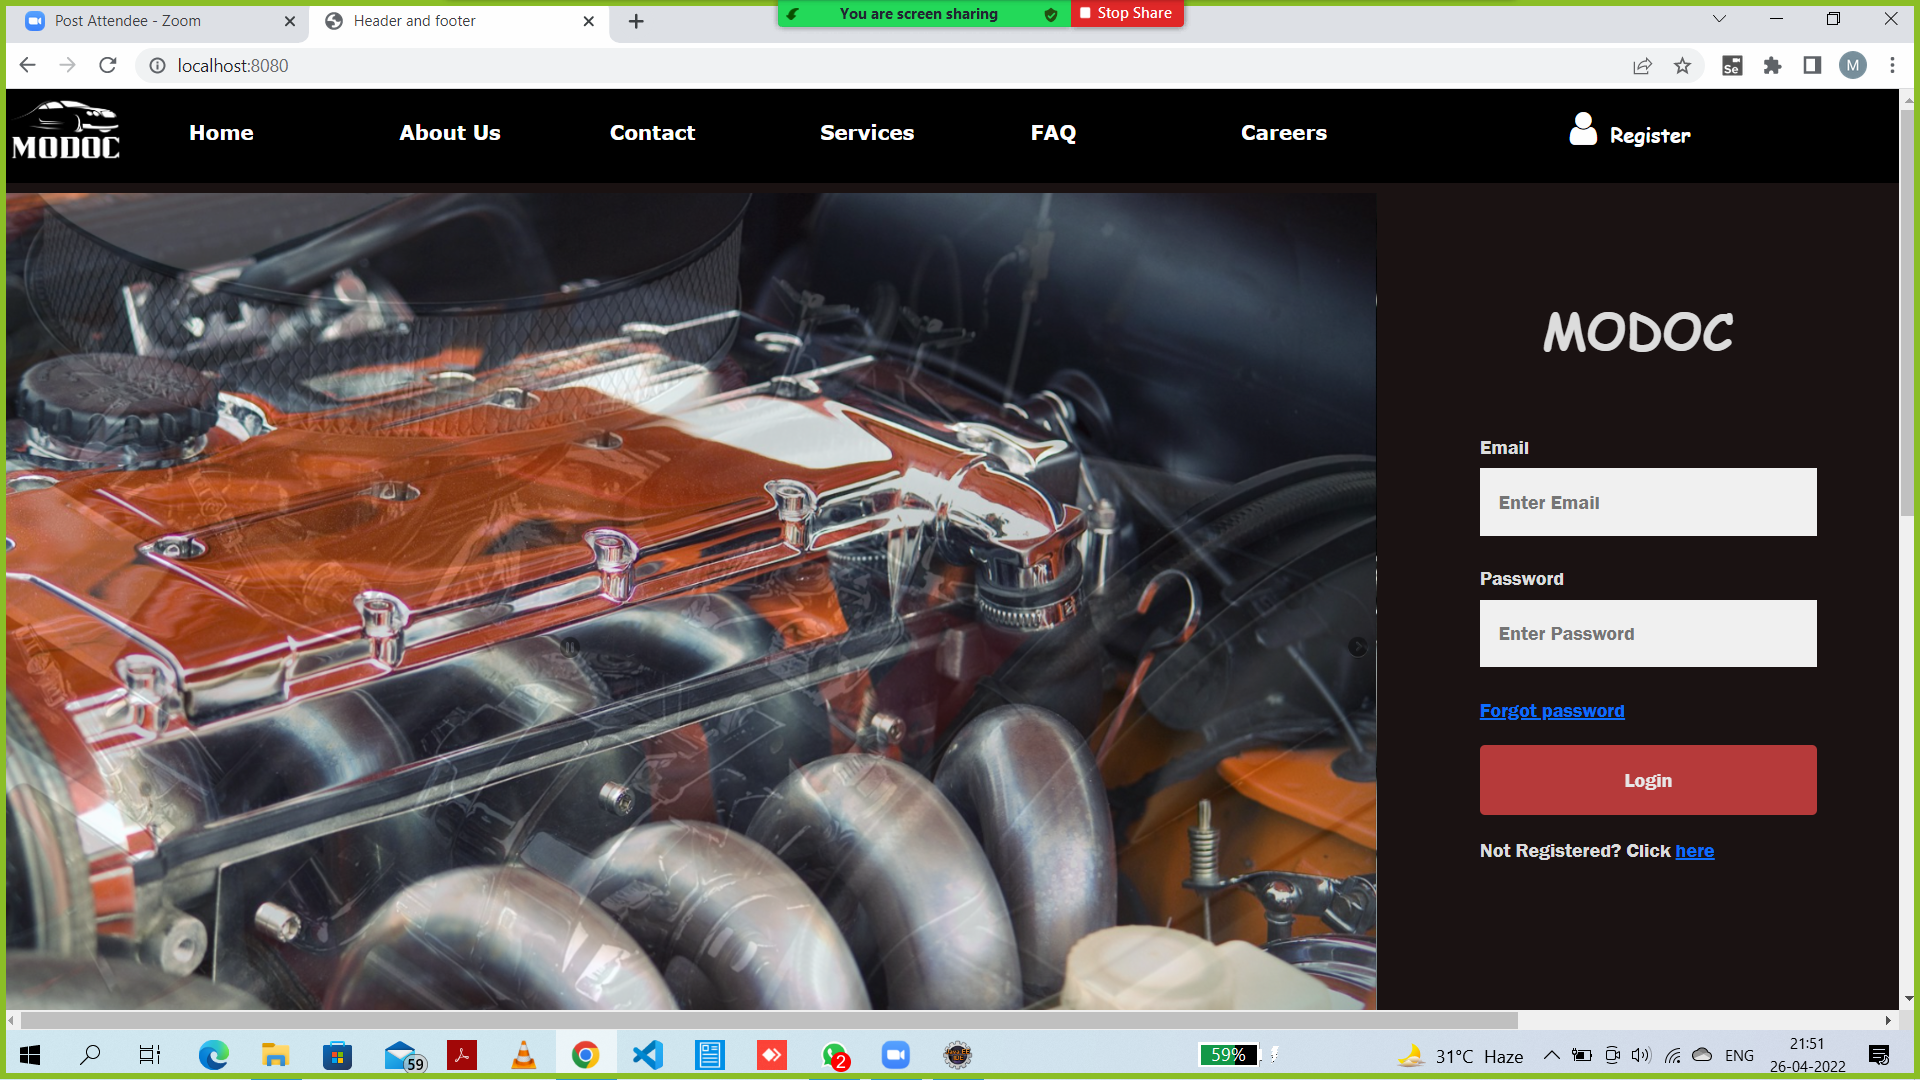 Post Attendee - Zoom
Header and footer
You are screen sharing
Stop Share
localhost:8080
Se
M
MODOC
Home
About Us
Contact
Services
FAQ
Careers
Register
MODOC
Email
Enter Email
Password
Enter Password
Forgot password
Login
Not Registered? Click here
59
2
59%
31°C Haze
ENG
21:51
26-04-2022